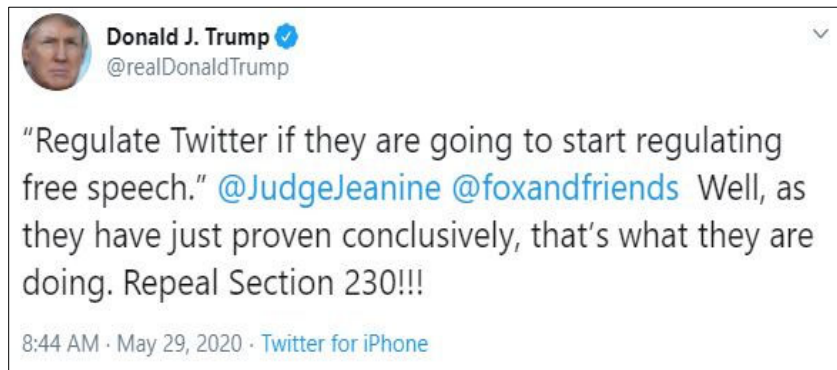 Donald J. Trump
@realDonaldTrump
“Regulate Twitter if they are going to start regulating
free speech.” @JudgeJeanine @foxandfriends Well, as
they have just proven conclusively, that’s what they are
doing. Repeal Section 230!!!
8:44 AM · May 29, 2020 · Twitter for iPhone